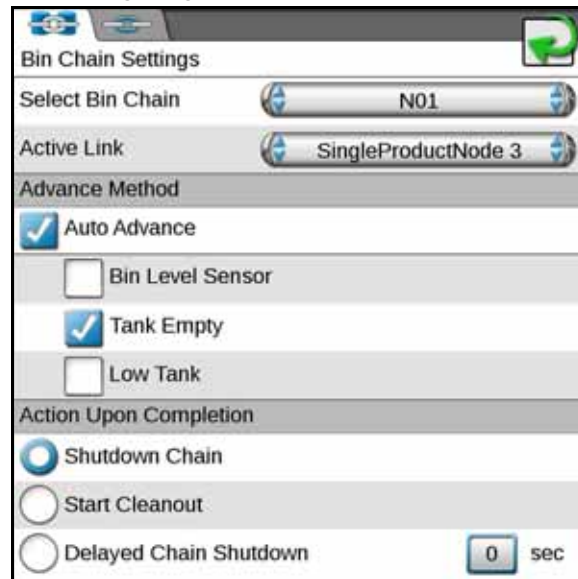 Bin Chain Settings
Select Bin Chain N01
Active Link SingleProductNode 3
Advance Method
Auto Advance
Bin Level Sensor
Tank Empty
Low Tank
Action Upon Completion
Shutdown Chain
Start Cleanout
Delayed Chain Shutdown 0 sec